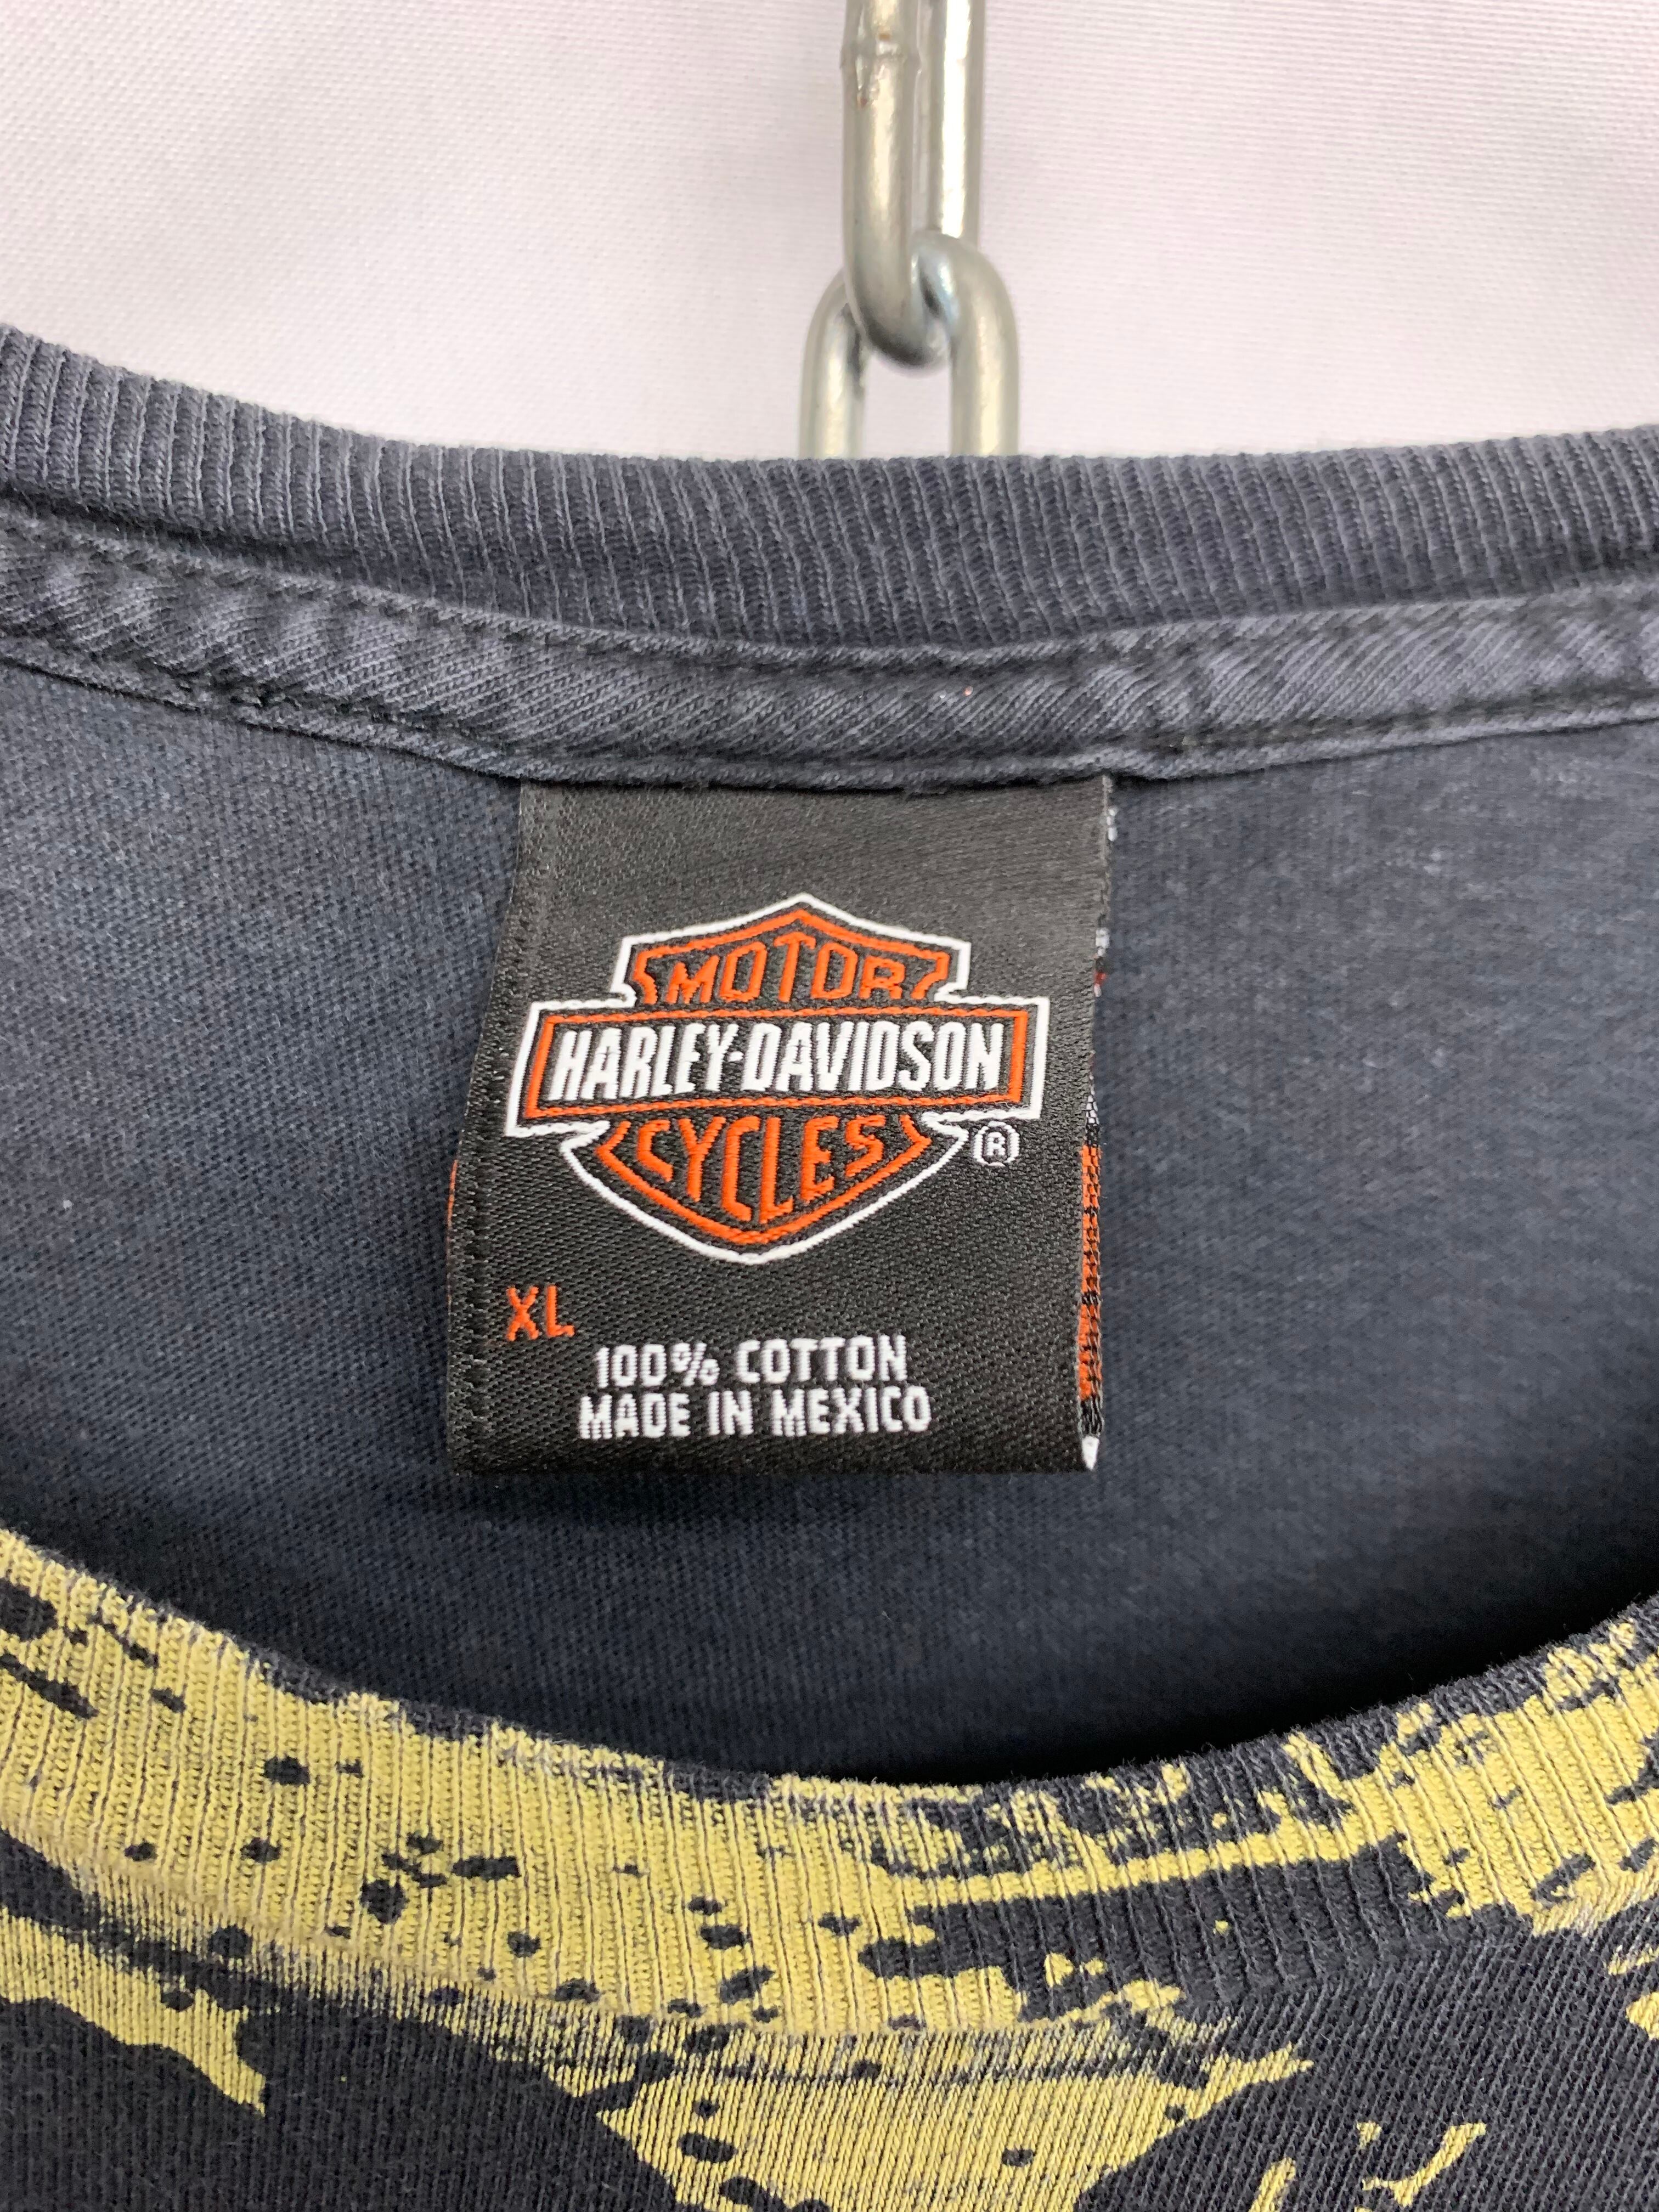 MOTOR
HARLEY-DAVIDSON
CYCLES
®
XL
100% COTTON
MADE IN MEXICO